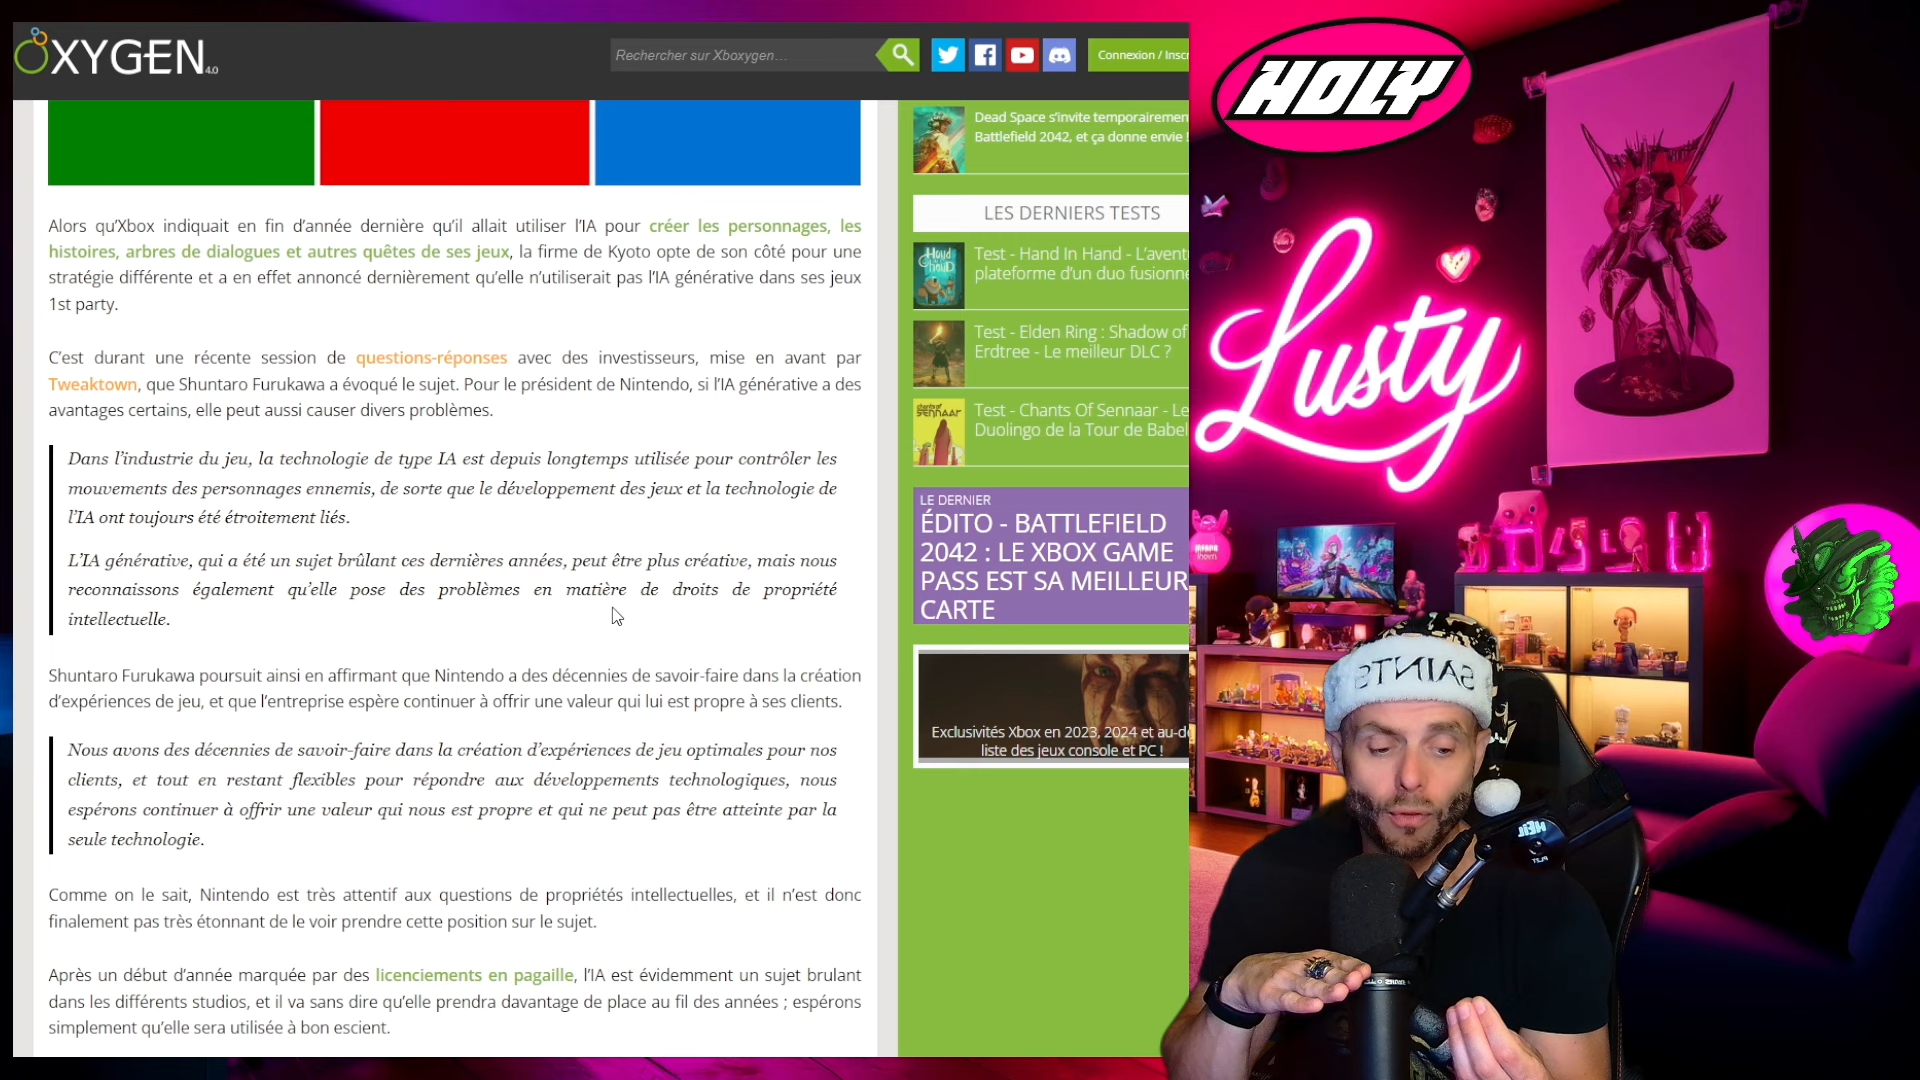 OXYGEN4.0
Rechercher sur Xboxygen…
Connexion / Inscr
Alors qu’Xbox indiquait en fin d’année dernière qu’il allait utiliser l’IA pour créer les personnages, les
histoires, arbres de dialogues et autres quêtes de ses jeux, la firme de Kyoto opte de son côté pour une
stratégie différente et a en effet annoncé dernièrement qu’elle n’utiliserait pas l’IA générative dans ses jeux
1st party.
C’est durant une récente session de questions-réponses avec des investisseurs, mise en avant par
Tweaktown, que Shuntaro Furukawa a évoqué le sujet. Pour le président de Nintendo, si l’IA générative a des
avantages certains, elle peut aussi causer divers problèmes.
Dans l’industrie du jeu, la technologie de type IA est depuis longtemps utilisée pour contrôler les
mouvements des personnages ennemis, de sorte que le développement des jeux et la technologie de
l’IA ont toujours été étroitement liés.
L’IA générative, qui a été un sujet brûlant ces dernières années, peut être plus créative, mais nous
reconnaissons également qu’elle pose des problèmes en matière de droits de propriété
intellectuelle.
Shuntaro Furukawa poursuit ainsi en affirmant que Nintendo a des décennies de savoir-faire dans la création
d’expériences de jeu, et que l’entreprise espère continuer à offrir une valeur qui lui est propre à ses clients.
Nous avons des décennies de savoir-faire dans la création d’expériences de jeu optimales pour nos
clients, et tout en restant flexibles pour répondre aux développements technologiques, nous
espérons continuer à offrir une valeur qui nous est propre et qui ne peut pas être atteinte par la
seule technologie.
Comme on le sait, Nintendo est très attentif aux questions de propriétés intellectuelles, et il n’est donc
finalement pas très étonnant de le voir prendre cette position sur le sujet.
Après un début d’année marquée par des licenciements en pagaille, l’IA est évidemment un sujet brulant
dans les différents studios, et il va sans dire qu’elle prendra davantage de place au fil des années ; espérons
simplement qu’elle sera utilisée à bon escient.
Dead Space s’invite temporairemen
Battlefield 2042, et ça donne envie !
LES DERNIERS TESTS
Test - Hand In Hand - L’avent
plateforme d’un duo fusionne
Test - Elden Ring : Shadow of
Erdtree - Le meilleur DLC ?
Test - Chants Of Sennaar - Le
Duolingo de la Tour de Babel
LE DERNIER
ÉDITO - BATTLEFIELD
2042 : LE XBOX GAME
PASS EST SA MEILLEUR
CARTE
Exclusivités Xbox en 2023, 2024 et au-d
liste des jeux console et PC !
HOLY
Lusty
SAINTS